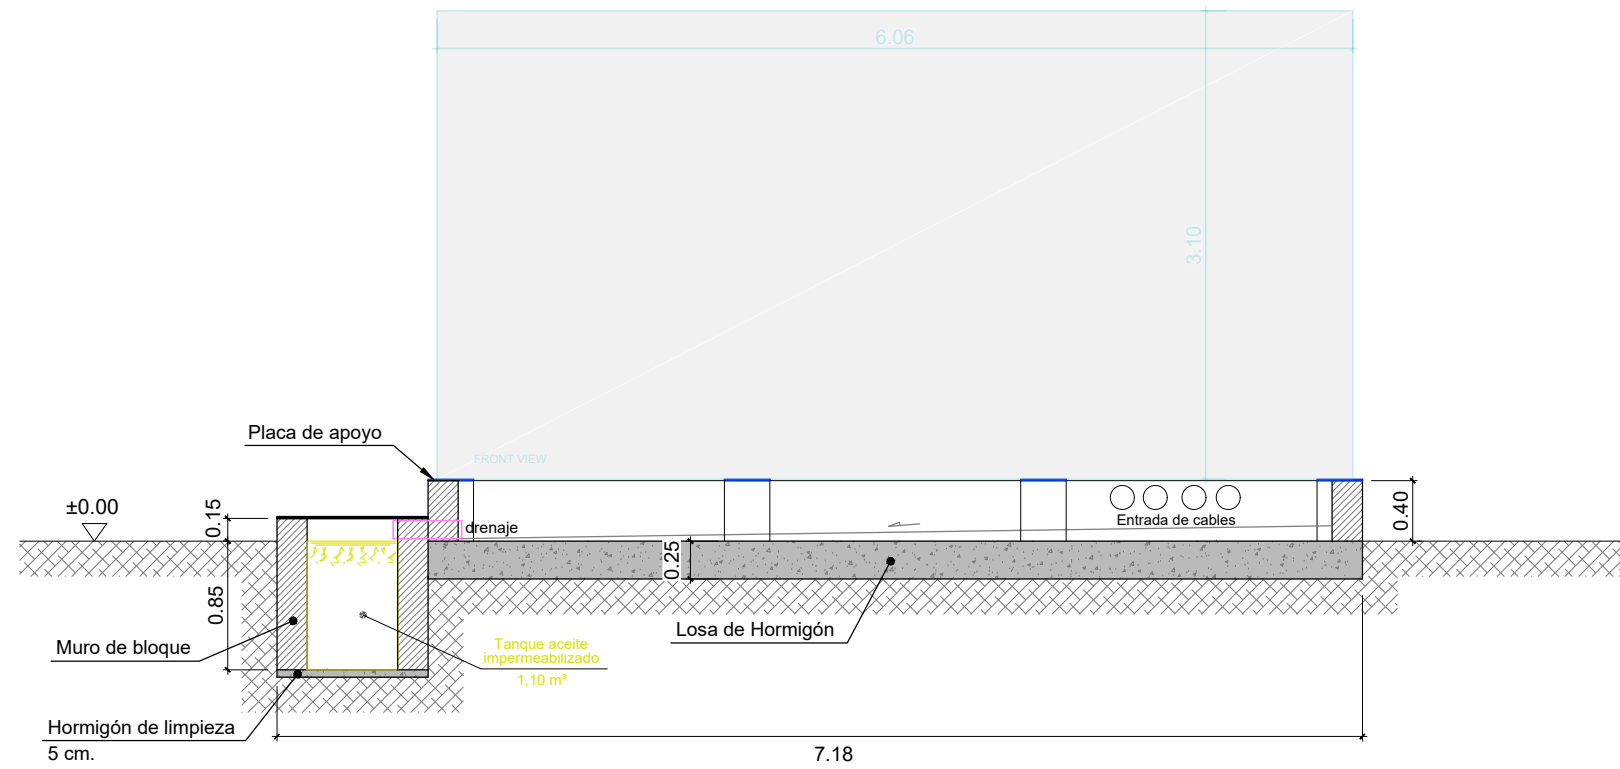 6.06
3.10
FRONT VIEW
Placa de apoyo
±0.00
0.15
0.85
drenaje
Entrada de cables
0.40
0.25
Losa de Hormigón
Muro de bloque
Tanque aceite
impermeabilizado
1,10 m³
Hormigón de limpieza
5 cm.
7.18